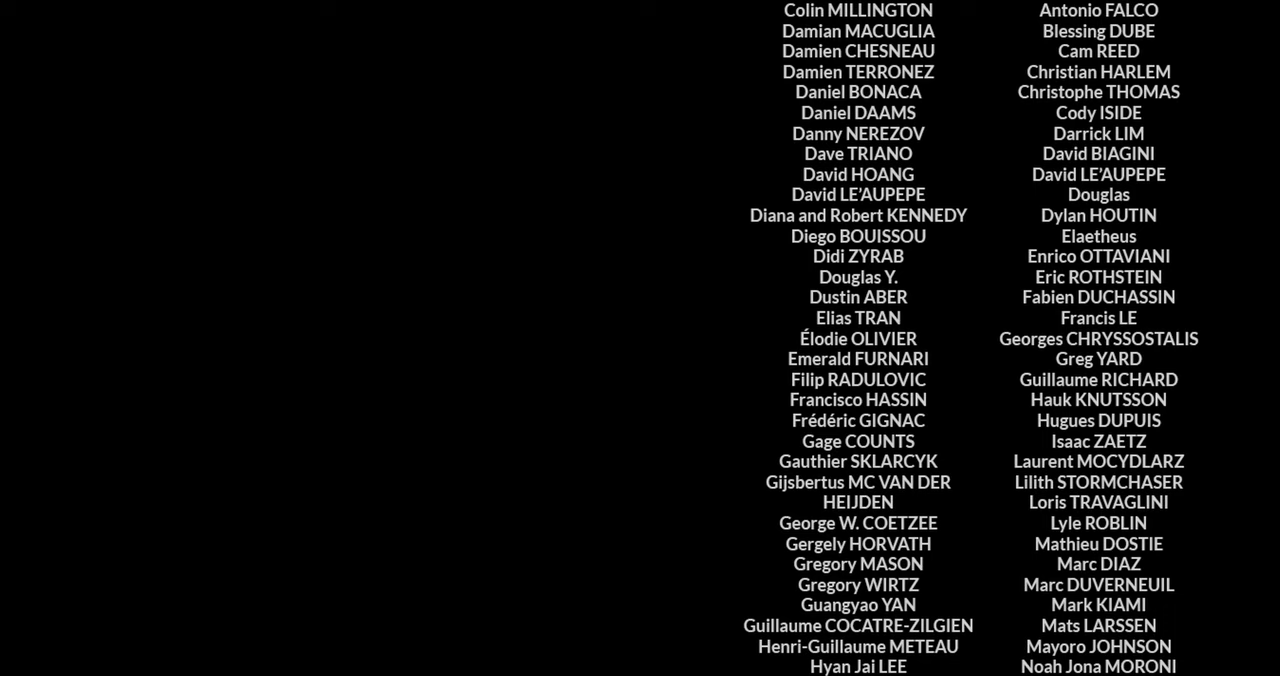 Colin MILLINGTON
Damian MACUGLIA
Damien CHESNEAU
Damien TERRONEZ
Daniel BONACA
Daniel DAAMS
Danny NEREZOV
Dave TRIANO
David HOANG
David LE’AUPEPE
Diana and Robert KENNEDY
Diego BOUISSOU
Didi ZYRAB
Douglas Y.
Dustin ABER
Elias TRAN
Élodie OLIVIER
Emerald FURNARI
Filip RADULOVIC
Francisco HASSIN
Frédéric GIGNAC
Gage COUNTS
Gauthier SKLARCYK
Gijsbertus MC VAN DER
HEIJDEN
George W. COETZEE
Gergely HORVATH
Gregory MASON
Gregory WIRTZ
Guangyao YAN
Guillaume COCATRE-ZILGIEN
Henri-Guillaume METEAU
Hyan Jai LEE
Antonio FALCO
Blessing DUBE
Cam REED
Christian HARLEM
Christophe THOMAS
Cody ISIDE
Darrick LIM
David BIAGINI
David LE’AUPEPE
Douglas
Dylan HOUTIN
Elaetheus
Enrico OTTAVIANI
Eric ROTHSTEIN
Fabien DUCHASSIN
Francis LE
Georges CHRYSSOSTALIS
Greg YARD
Guillaume RICHARD
Hauk KNUTSSON
Hugues DUPUIS
Isaac ZAETZ
Laurent MOCYDLARZ
Lilith STORMCHASER
Loris TRAVAGLINI
Lyle ROBLIN
Mathieu DOSTIE
Marc DIAZ
Marc DUVERNEUIL
Mark KIAMI
Mats LARSSEN
Mayoro JOHNSON
Noah Jona MORONI